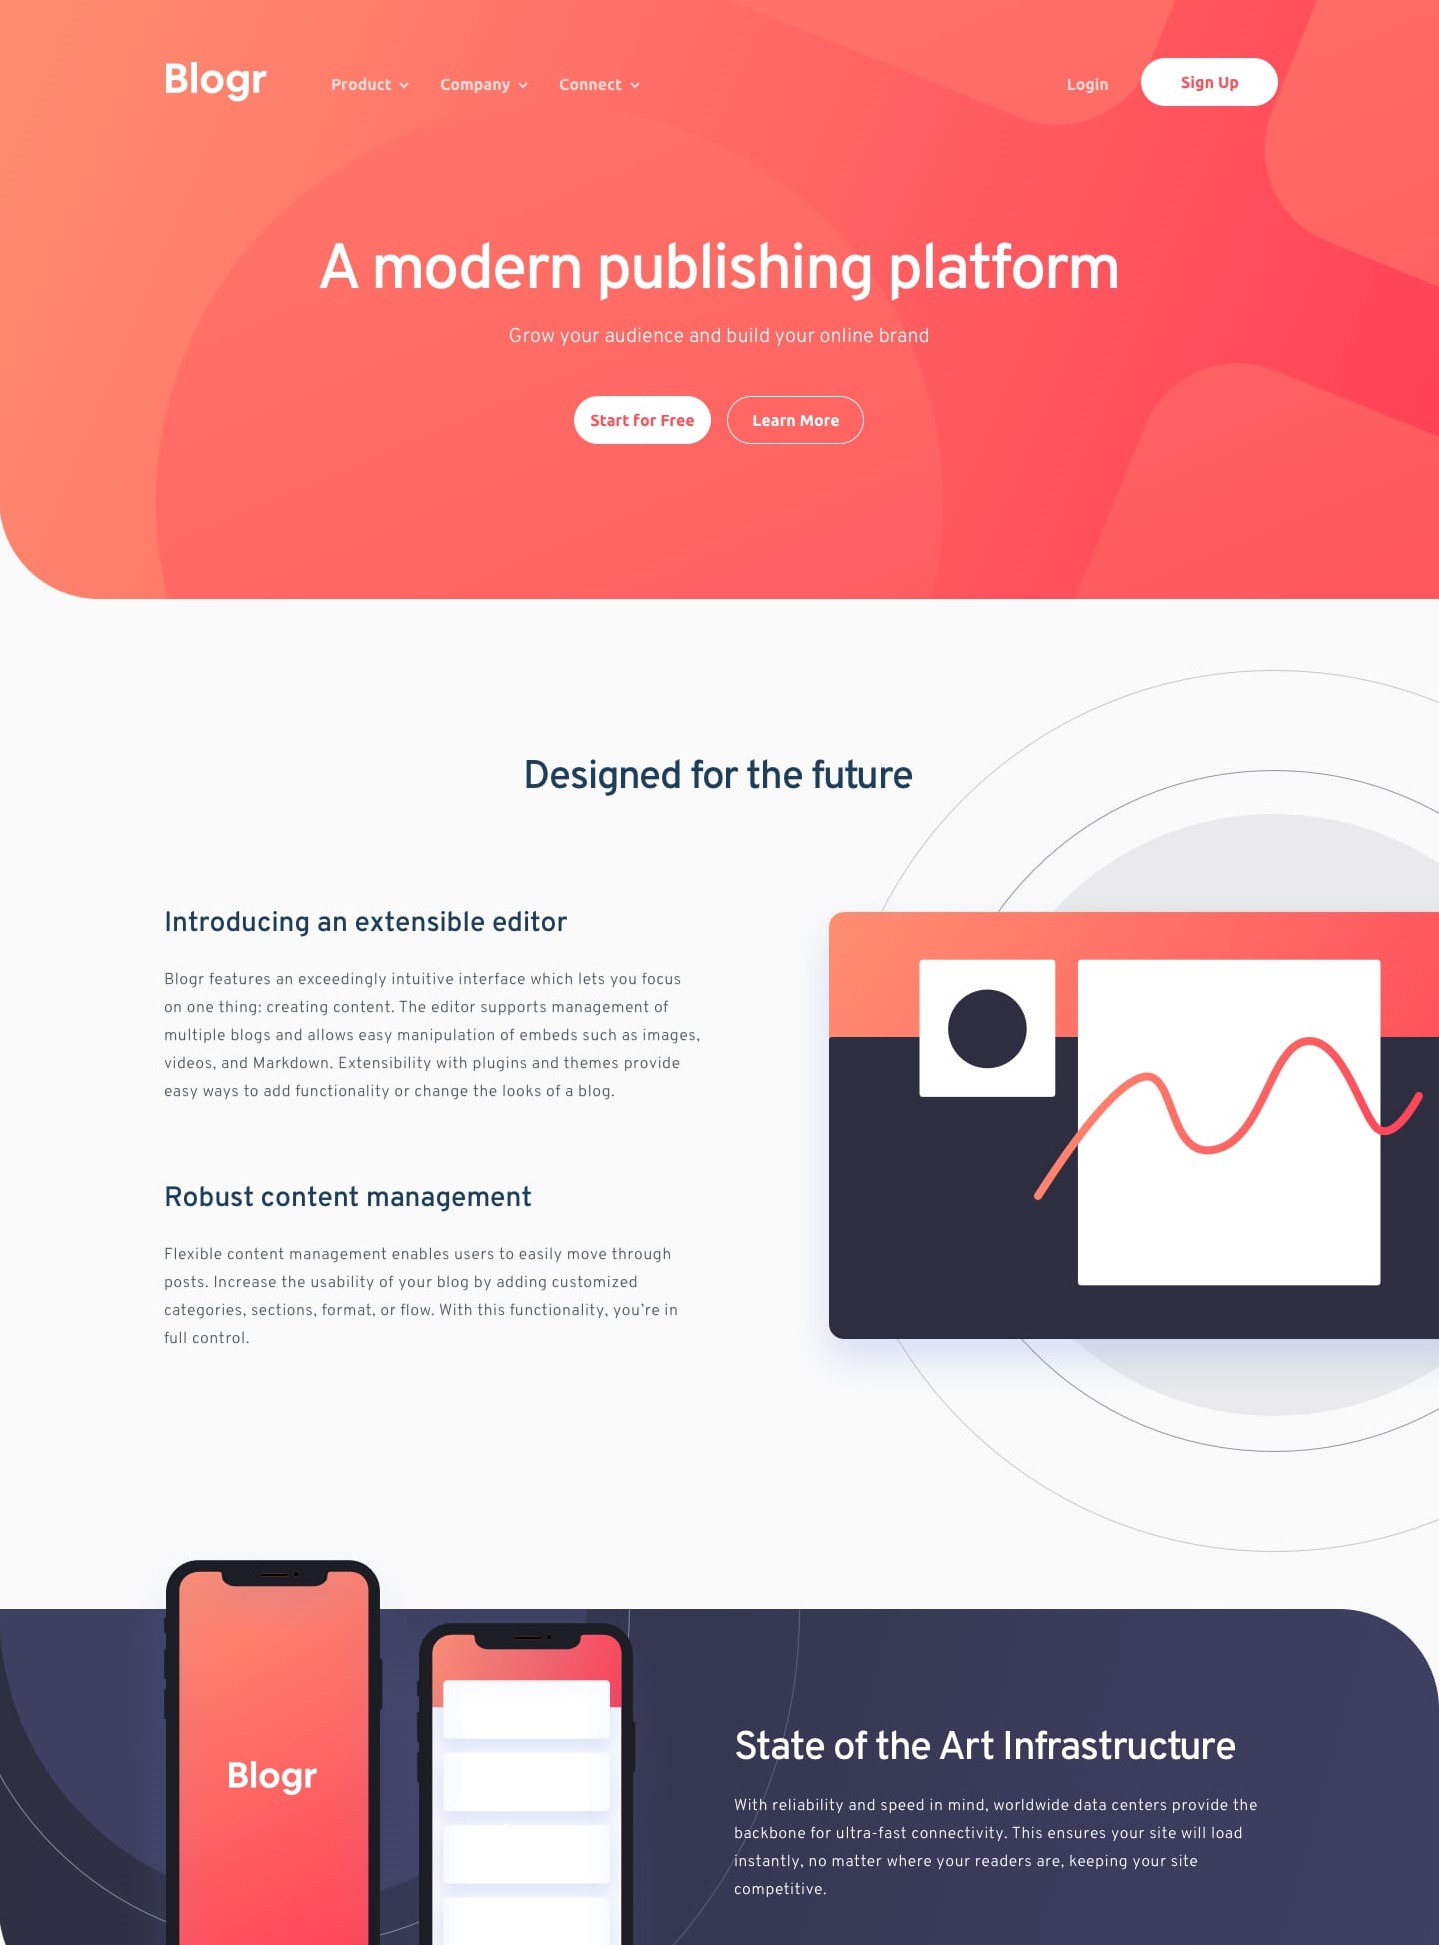 Blogr
Product
Company
Connect
Login
Sign Up
A modern publishing platform
Grow your audience and build your online brand
Start for Free
Learn More
Designed for the future
Introducing an extensible editor
Blogr features an exceedingly intuitive interface which lets you focus
on one thing: creating content. The editor supports management of
multiple blogs and allows easy manipulation of embeds such as images,
videos, and Markdown. Extensibility with plugins and themes provide
easy ways to add functionality or change the looks of a blog.
Robust content management
Flexible content management enables users to easily move through
posts. Increase the usability of your blog by adding customized
categories, sections, format, or flow. With this functionality, you’re in
full control.
Blogr
State of the Art Infrastructure
With reliability and speed in mind, worldwide data centers provide the
backbone for ultra-fast connectivity. This ensures your site will load
instantly, no matter where your readers are, keeping your site
competitive.